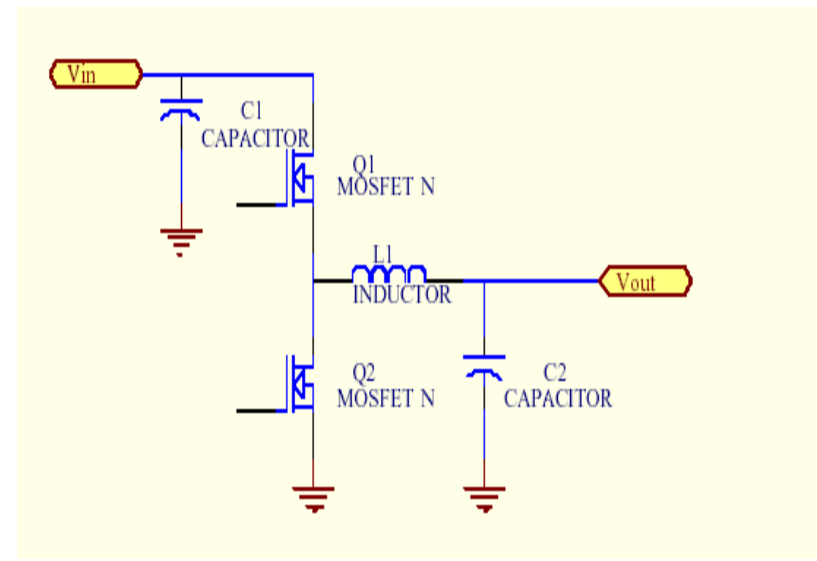 Vin
C1
CAPACITOR
Q1
MOSFET N
L1
INDUCTOR
Vout
Q2
MOSFET N
C2
CAPACITOR